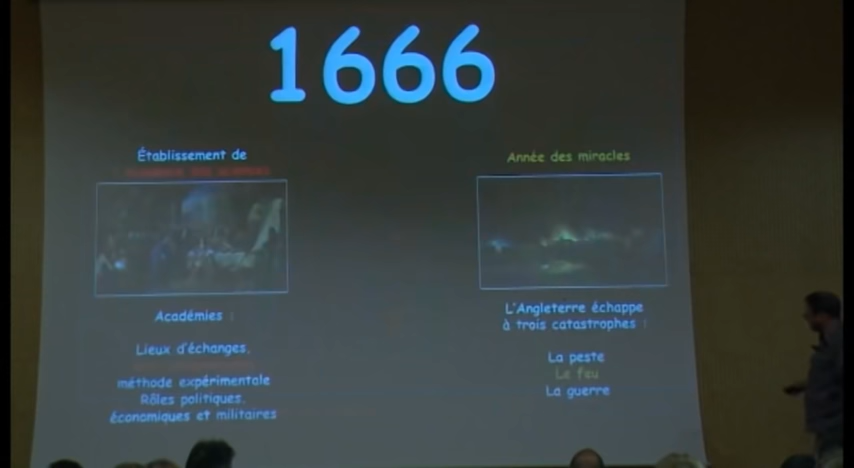 1666
Établissement de
Année des miracles
Académies :
Lieux d'échanges,
méthode expérimentale
Rôles politiques,
économiques et militaires
L'Angleterre échappe
à trois catastrophes :
La peste
Le feu
La guerre